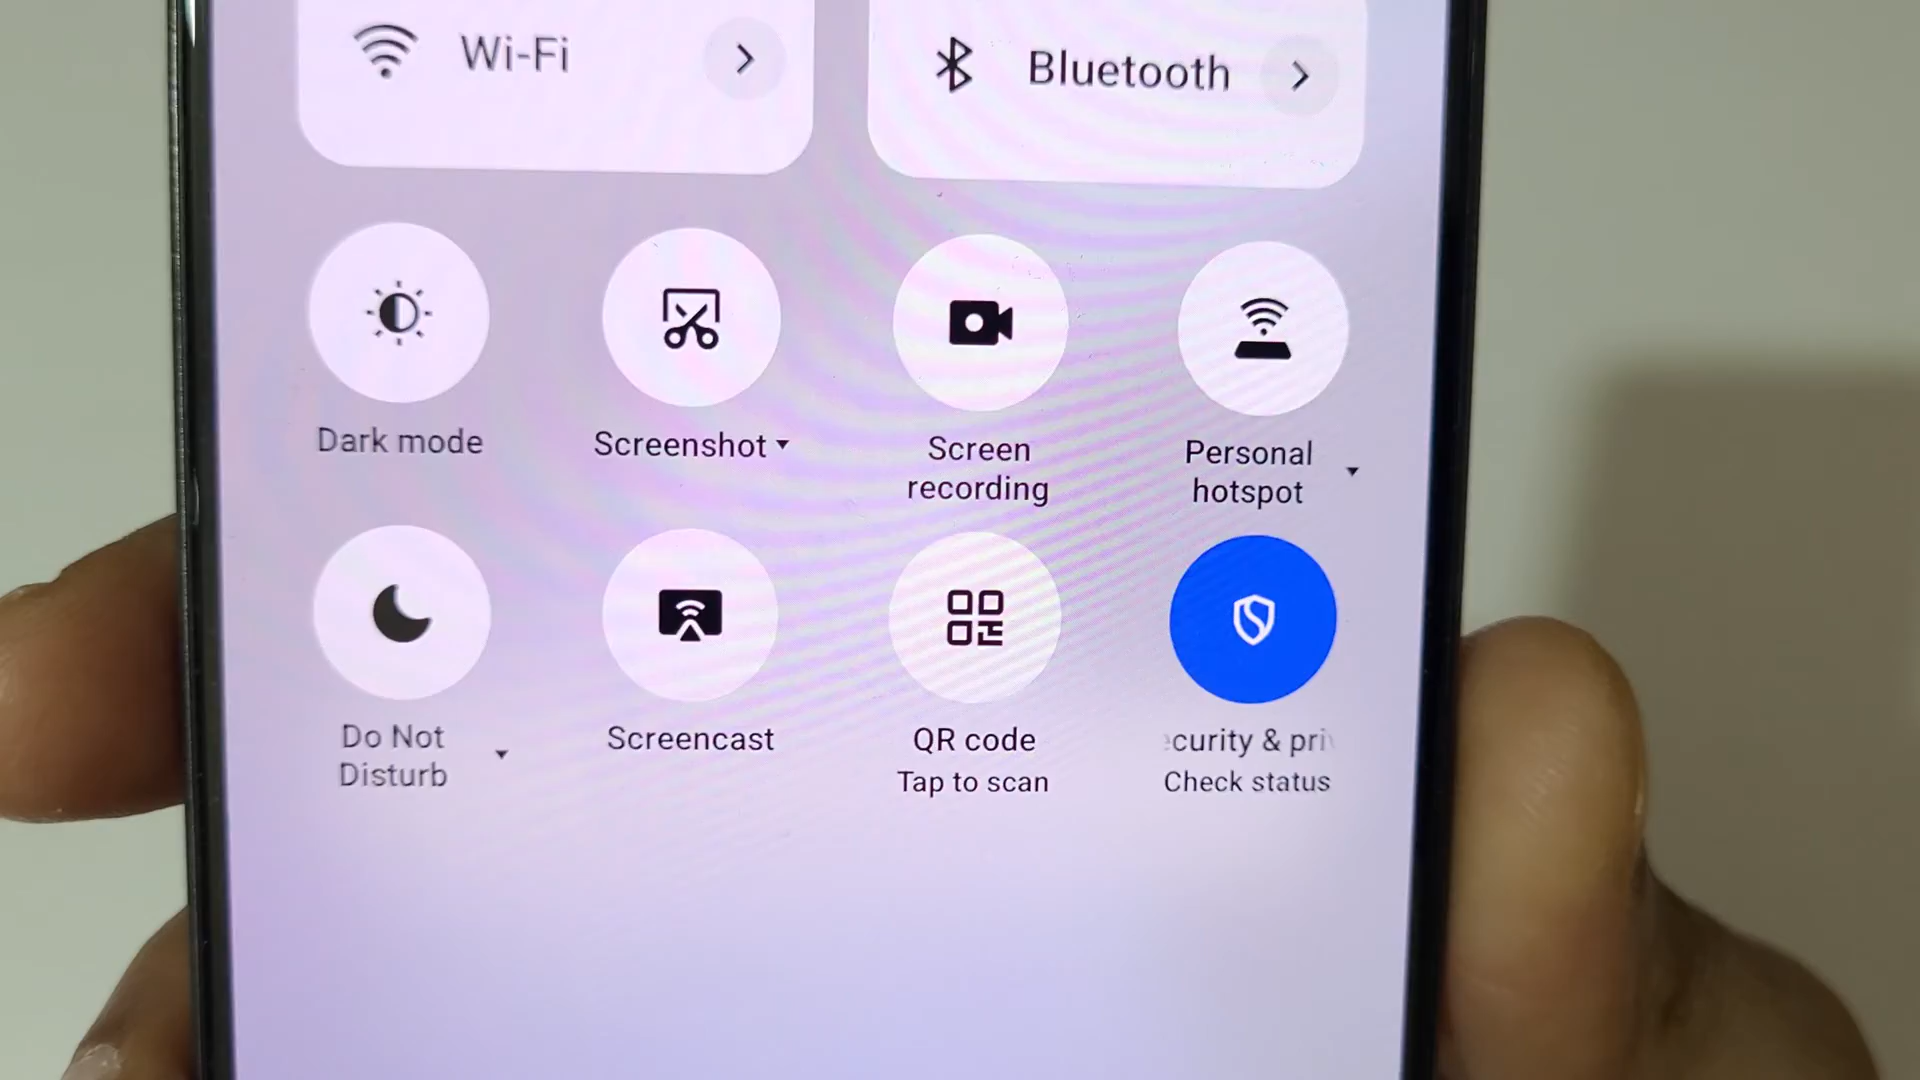 Wi-Fi
Bluetooth
Dark mode
Screenshot
Screen
recording
Personal
hotspot
Do Not
Disturb
Screencast
QR code
Tap to scan
curity & pri
Check status